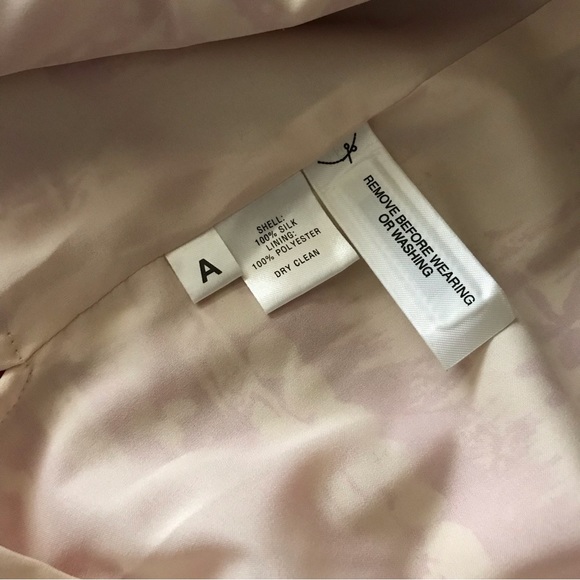 A
SHELL:
100% SILK
LINING:
100% POLYESTER
DRY CLEAN
REMOVE BEFORE WEARING
OR WASHING